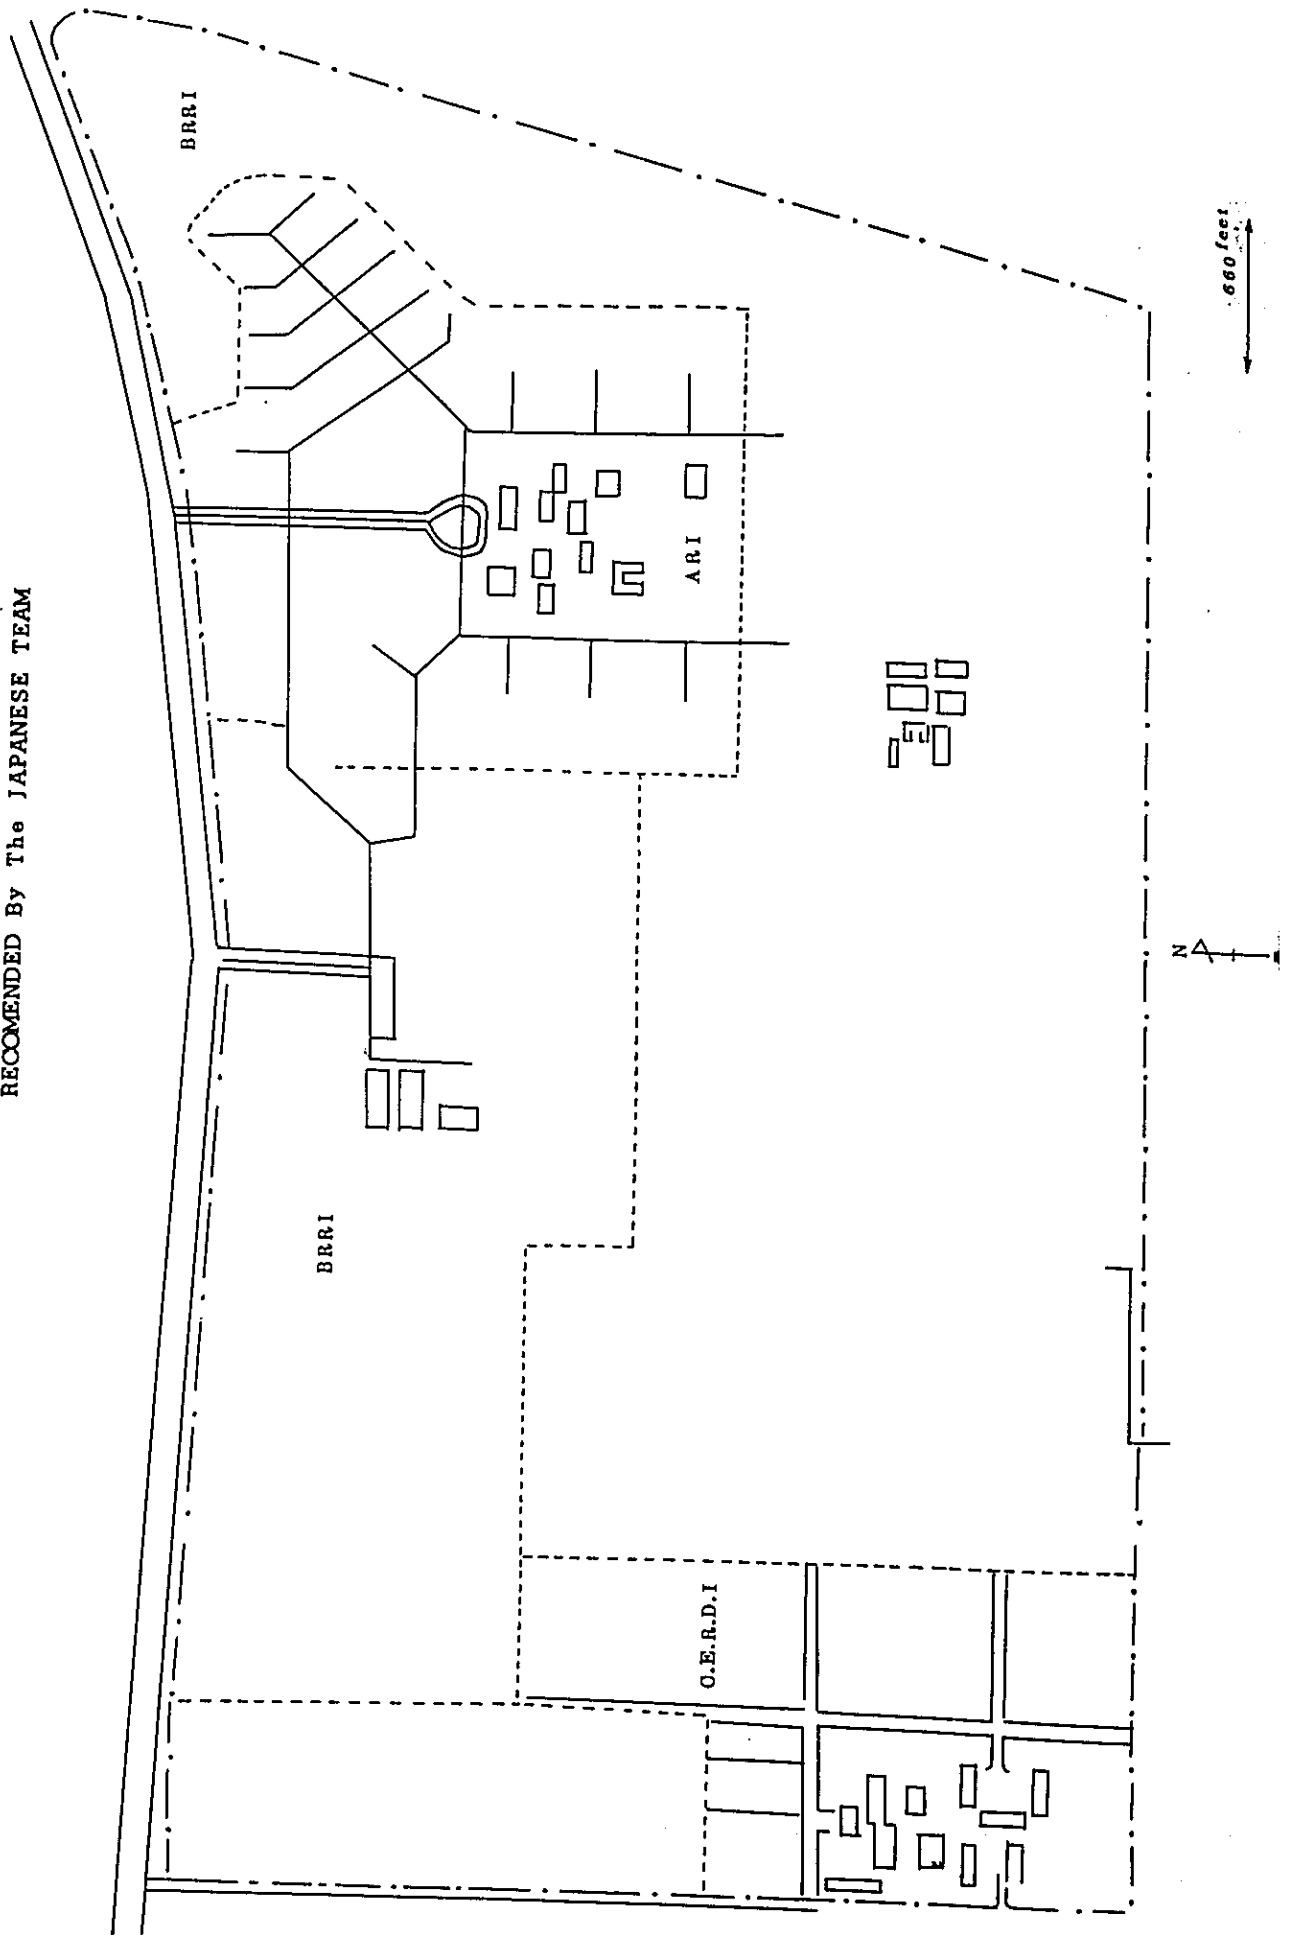 RECOMENDED By The JAPANESE TEAM
BRRI
ARI
BRRI
C.E.R.D.I
660 feet
N